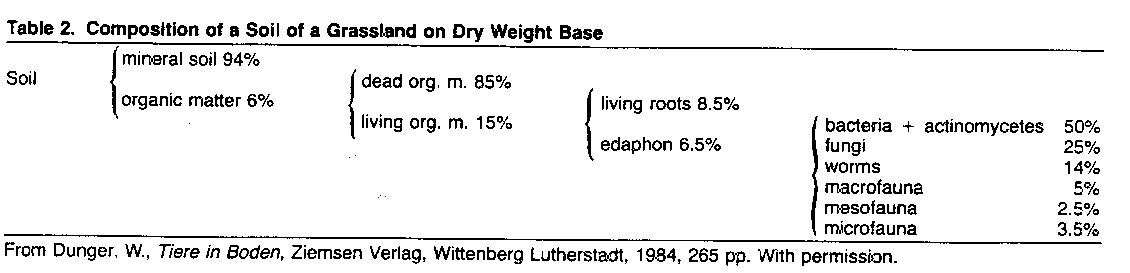 Table 2. Composition of a Soil of a Grassland on Dry Weight Base
Soil
mineral soil 94%
organic matter 6%
dead org. m. 85%
living org. m. 15%
living roots 8.5%
edaphon 6.5%
bacteria + actinomycetes 50%
fungi 25%
worms 14%
macrofauna 5%
mesofauna 2.5%
microfauna 3.5%
From Dunger, W., Tiere in Boden, Ziemsen Verlag, Wittenberg Lutherstadt, 1984, 265 pp. With permission.